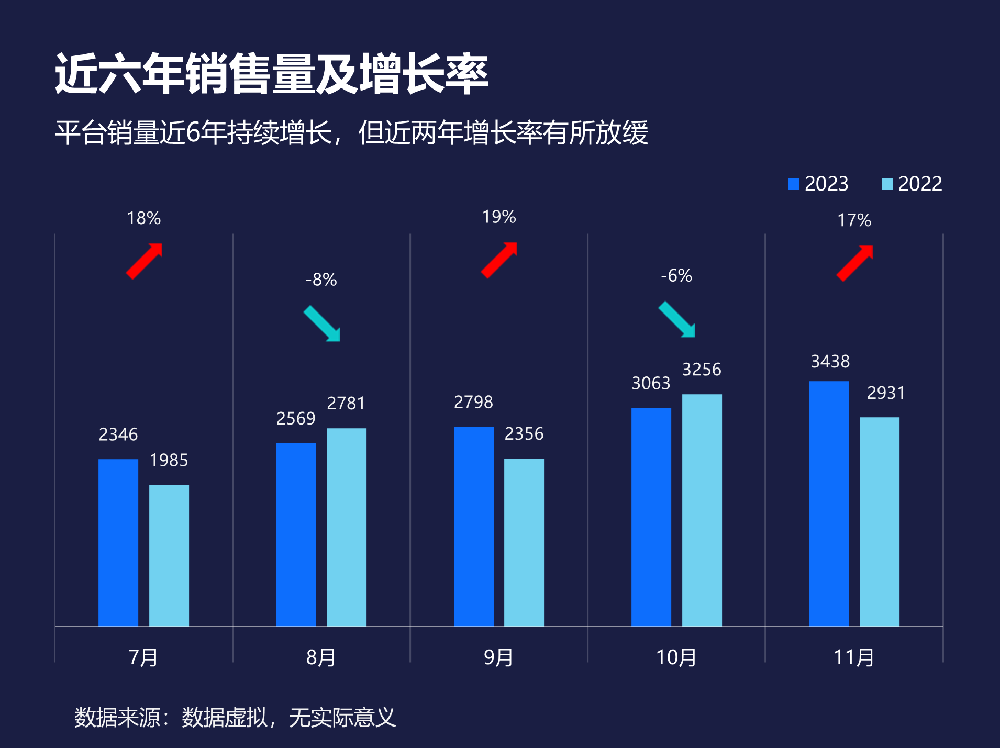 近六年销售量及增长率
平台销量近6年持续增长，但近两年增长率有所放缓
2023 2022
18% -8% 19% -6% 17%
2346 1985 2569 2781 2798 2356 3063 3256 3438 2931
7月 8月 9月 10月 11月
数据来源：数据虚拟，无实际意义